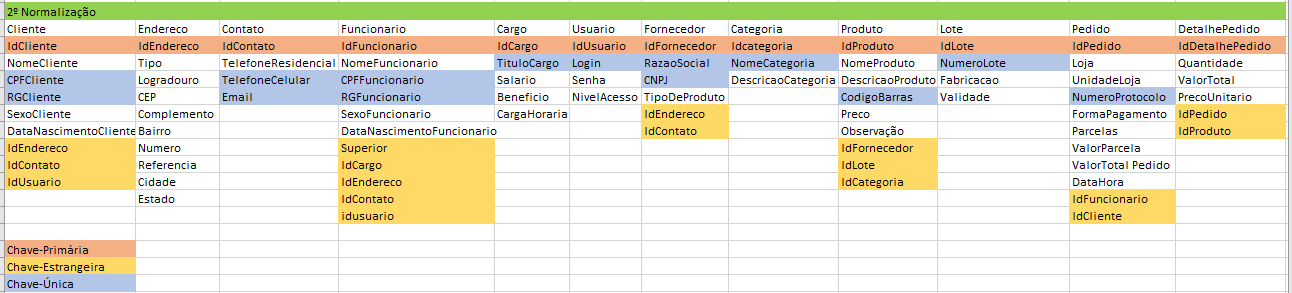 2º Normalização
Cliente Endereco Contato Funcionario Cargo Usuario Fornecedor Categoria Produto Lote Pedido DetalhePedido
IdCliente IdEndereco IdContato IdFuncionario IdCargo IdUsuario IdFornecedor Idcategoria IdProduto IdLote IdPedido IdDetalhePedido
NomeCliente Tipo TelefoneResidencial NomeFuncionario TituloCargo Login RazaoSocial NomeCategoria NomeProduto NumeroLote Loja Quantidade
CPFCliente Logradouro TelefoneCelular CPFFuncionario Salario Senha CNPJ DescricaoCategoria DescricaoProduto Fabricacao UnidadeLoja ValorTotal
RGCliente CEP Email RGFuncionario Beneficio NivelAcesso TipoDeProduto CodigoBarras Validade NumeroProtocolo PrecoUnitario
SexoCliente Complemento SexoFuncionario CargaHoraria IdEndereco Preco FormaPagamento IdPedido
DataNascimentoCliente Bairro DataNascimentoFuncionario IdContato Observação Parcelas IdProduto
IdEndereco Numero Superior IdFornecedor ValorParcela
IdContato Referencia IdCargo IdLote ValorTotal Pedido
IdUsuario Cidade IdEndereco IdCategoria DataHora
Estado IdContato IdFuncionario
idusuario IdCliente
Chave-Primária
Chave-Estrangeira
Chave-Única